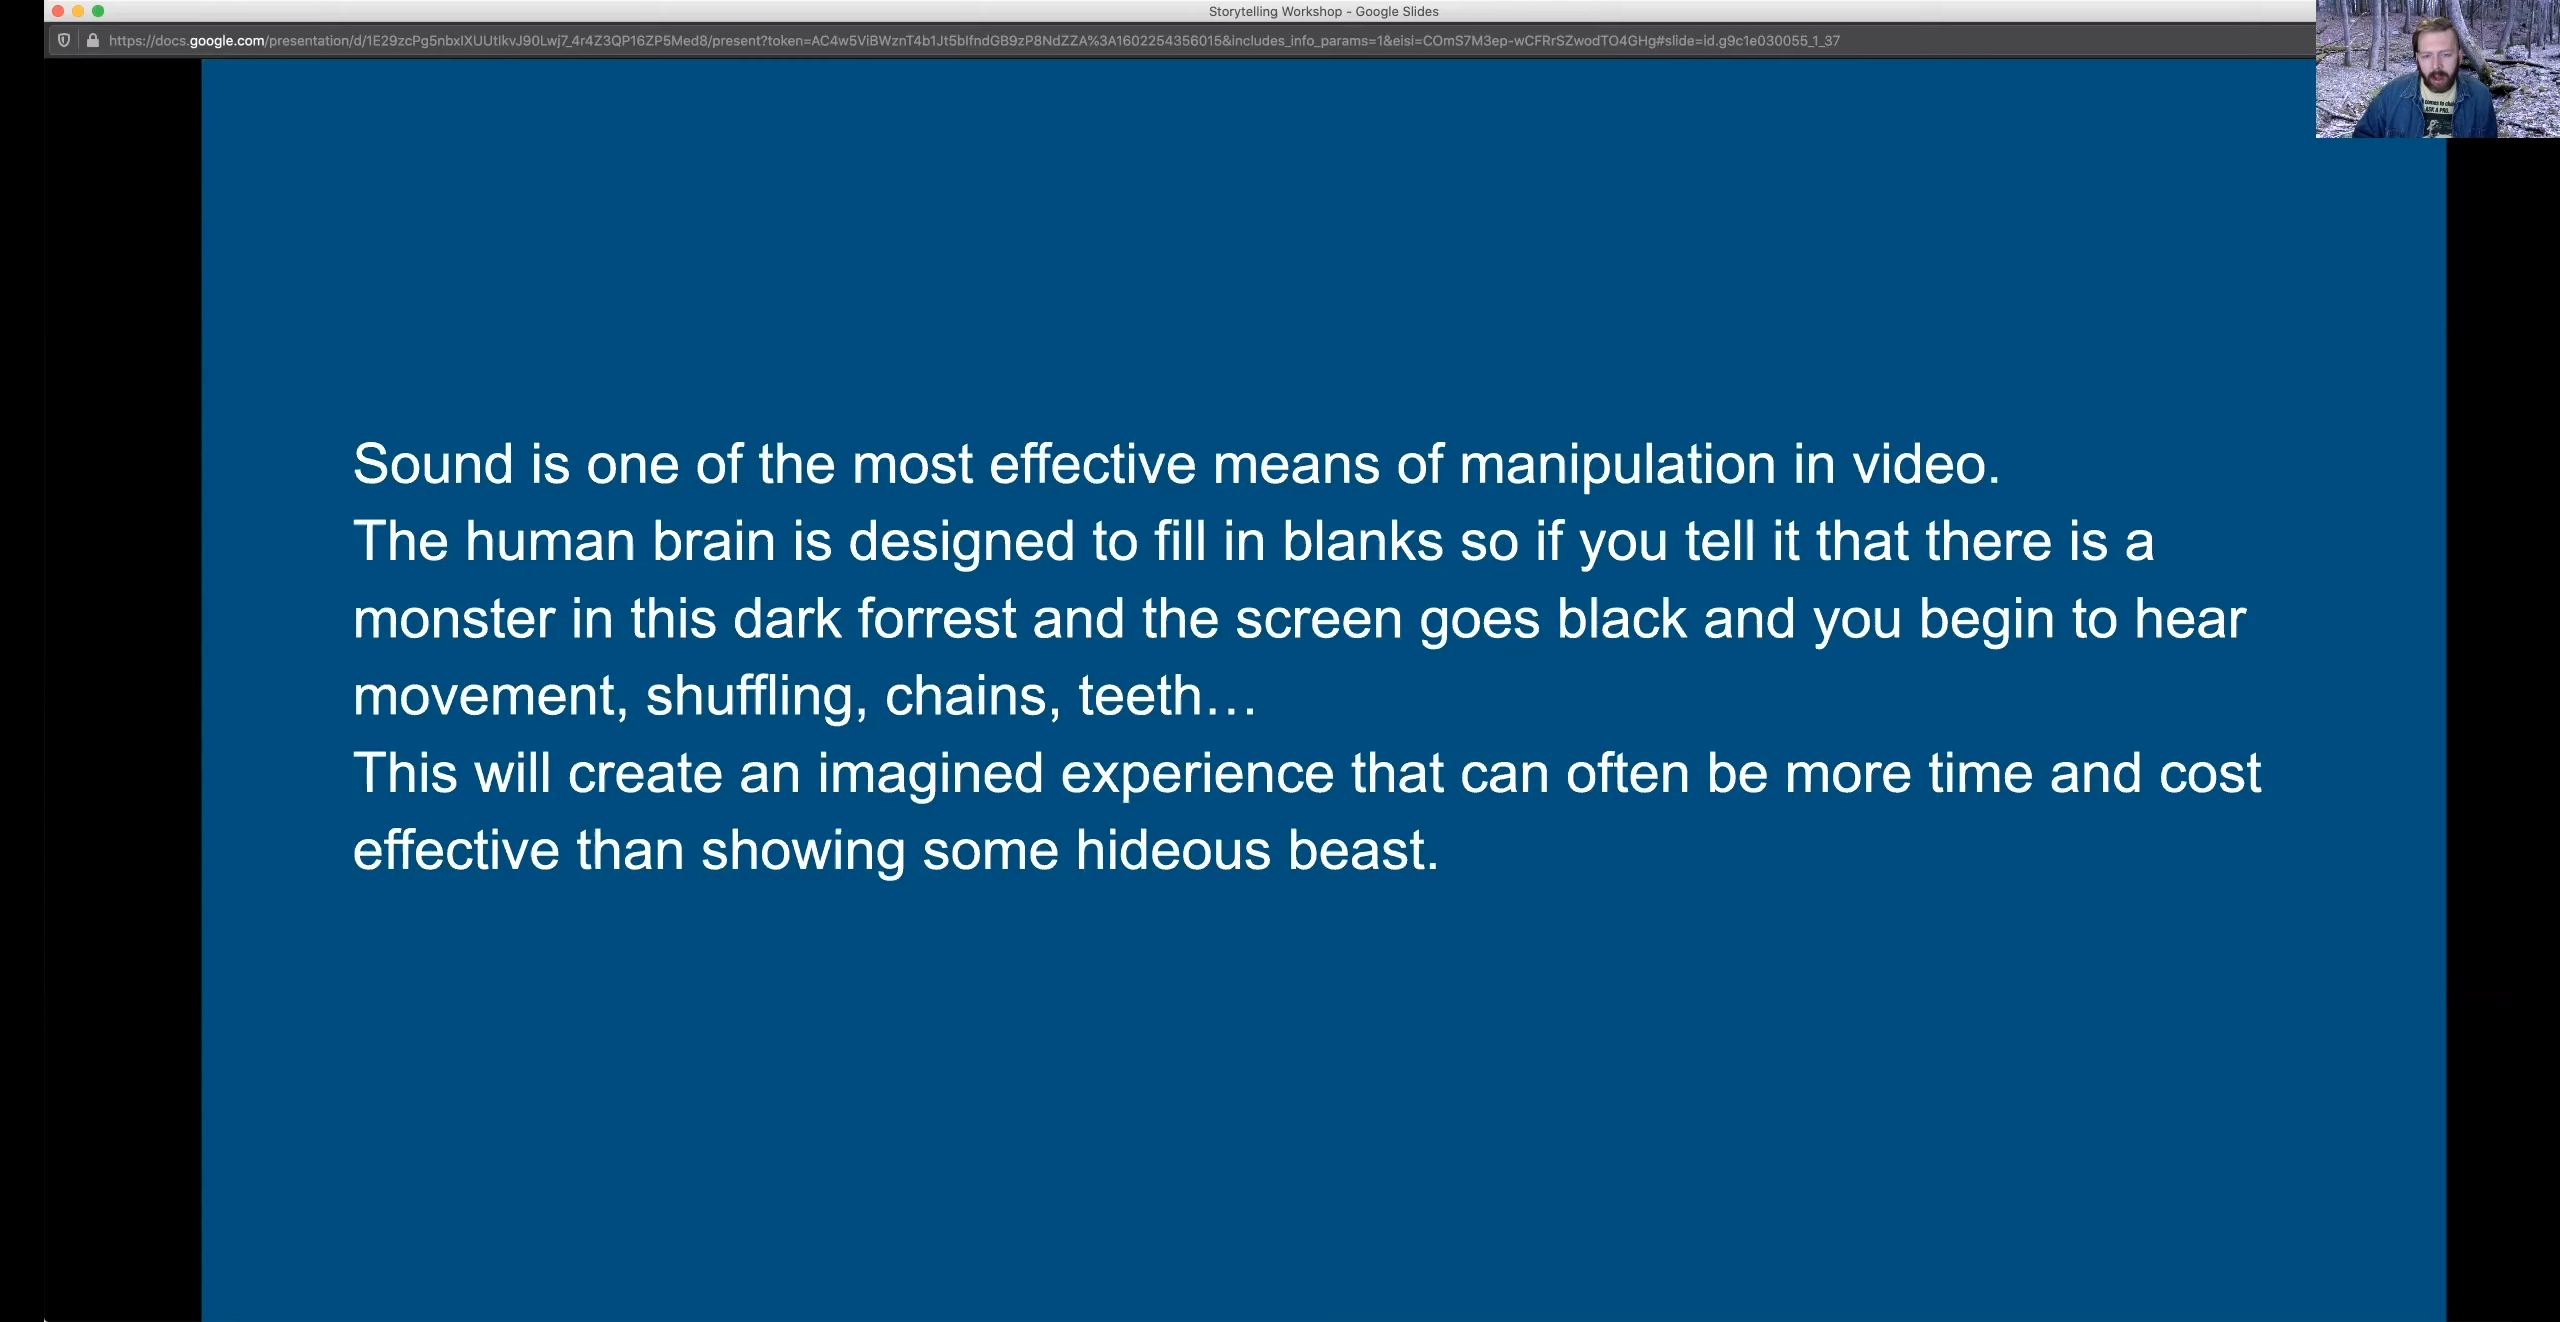 Storytelling Workshop - Google Slides
https://docs.google.com/presentation/d/1E29zcPg5nbxIXUUtIkvJ90Lwj7_4r4Z3QP16ZP5Med8/present?token=AC4w5ViBWznT4b1Jt5bIfndGB9zP8NdZZA%3A1602254356015&includes_info_params=1&eisi=COmS7M3ep-wCFRrSZwodTO4GHg#slide=id.g9c1e030055_1_37
ASK A PRO.
Sound is one of the most effective means of manipulation in video.
The human brain is designed to fill in blanks so if you tell it that there is a
monster in this dark forrest and the screen goes black and you begin to hear
movement, shuffling, chains, teeth…
This will create an imagined experience that can often be more time and cost
effective than showing some hideous beast.